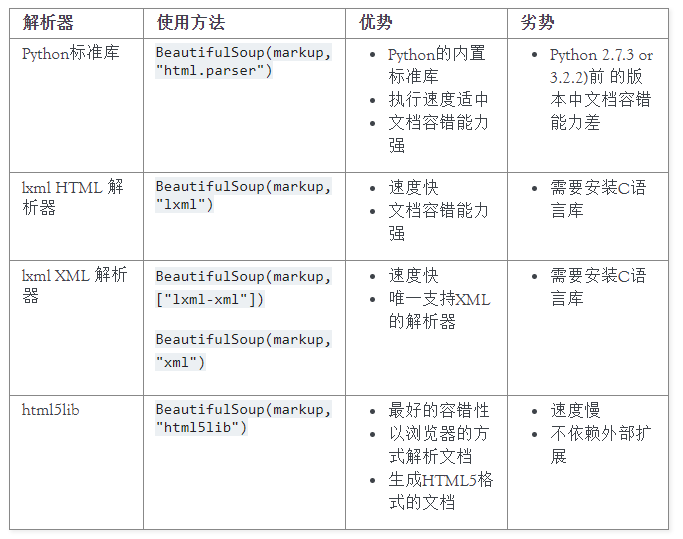 解析器
使用方法
优势
劣势
Python标准库
BeautifulSoup(markup,
"html.parser")
Python的内置
标准库
执行速度适中
文档容错能力
强
Python 2.7.3 or
3.2.2)前 的版
本中文档容错
能力差
lxml HTML 解
析器
BeautifulSoup(markup,
"lxml")
速度快
文档容错能力
强
需要安装C语
言库
lxml XML 解析
器
BeautifulSoup(markup,
["lxml-xml"])
BeautifulSoup(markup,
"xml")
速度快
唯一支持XML
的解析器
需要安装C语
言库
html5lib
BeautifulSoup(markup,
"html5lib")
最好的容错性
以浏览器的方
式解析文档
生成HTML5格
式的文档
速度慢
不依赖外部扩
展